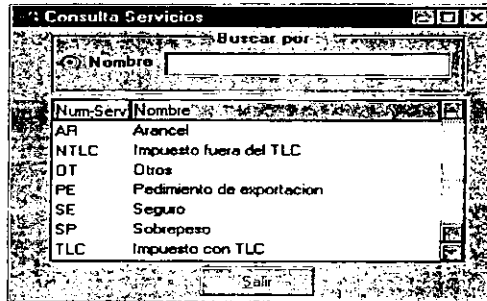 Consulta Servicios
Buscar por
Nombre
Num-Serv Nombre
AR Arancel
NTLC Impuesto fuera del TLC
OT Otros
PE Pedimento de exportacion
SE Seguro
SP Sobrepeso
TLC Impuesto con TLC
Salir